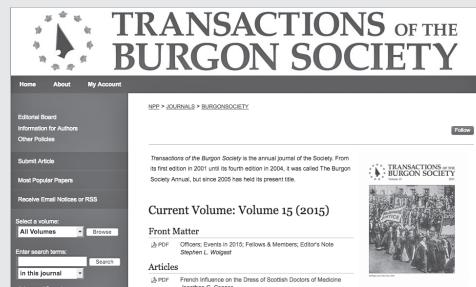 TRANSACTIONS OF THE
BURGON SOCIETY
Home About My Account
Editorial Board
Information for Authors
Other Policies
Submit Article
Most Popular Papers
Receive Email Notices or RSS
Select a volume:
All Volumes Browse
Enter search terms:
Search
in this journal
NPP > JOURNALS > BURGONSOCIETY
Follow
Transactions of the Burgon Society is the annual journal of the Society. From
its first edition in 2001 until its fourth edition in 2004, it was called The Burgon
Society Annual, but since 2005 has held its present title.
TRANSACTIONS OF THE
BURGON SOCIETY
Current Volume: Volume 15 (2015)
Front Matter
PDF Officers; Events in 2015; Fellows & Members; Editor's Note
Stephen L. Wolgast
Articles
PDF French Influence on the Dress of Scottish Doctors of Medicine